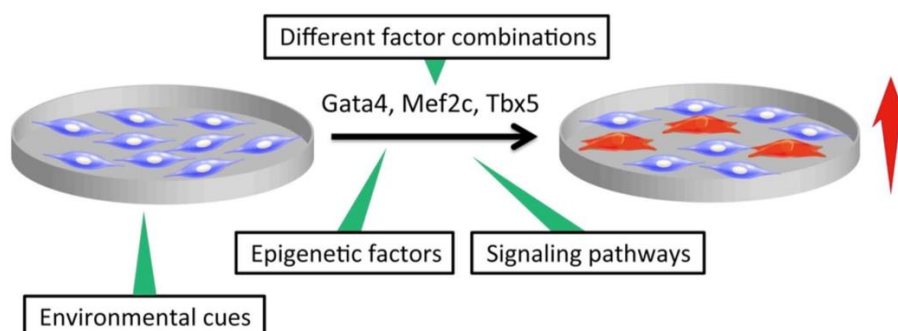 Different factor combinations
Gata4, Mef2c, Tbx5
Epigenetic factors
Signaling pathways
Environmental cues